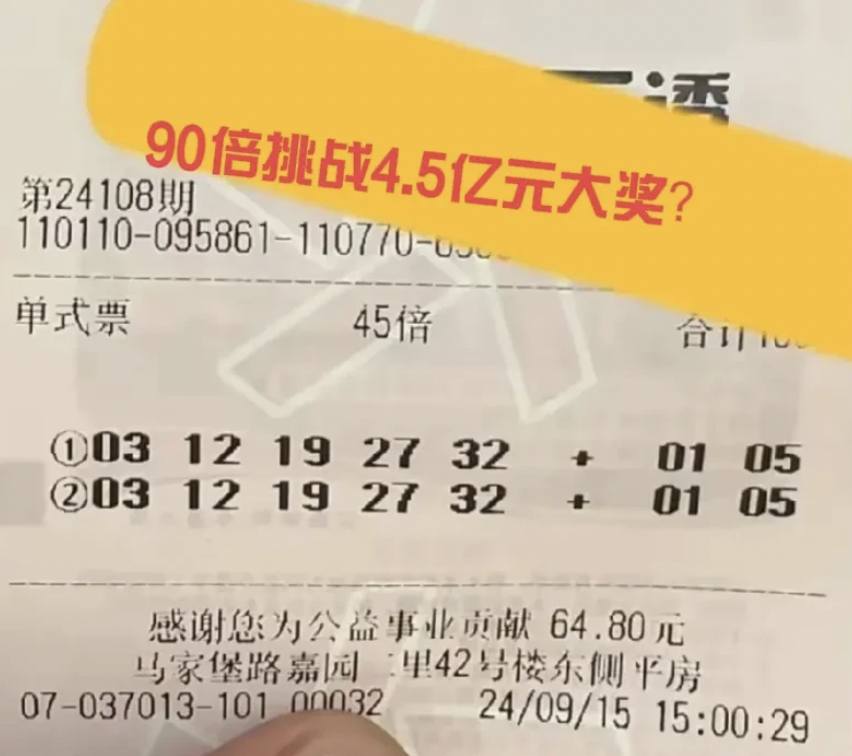 透
90倍挑战4.5亿元大奖?
第24108期
110110-095861-110770-
单式票 45倍 合计
①03 12 19 27 32 + 01 05
②03 12 19 27 32 + 01 05
感谢您为公益事业贡献 64.80元
马家堡路嘉园二里42号楼东侧平房
07-037013-101 00032 24/09/15 15:00:29